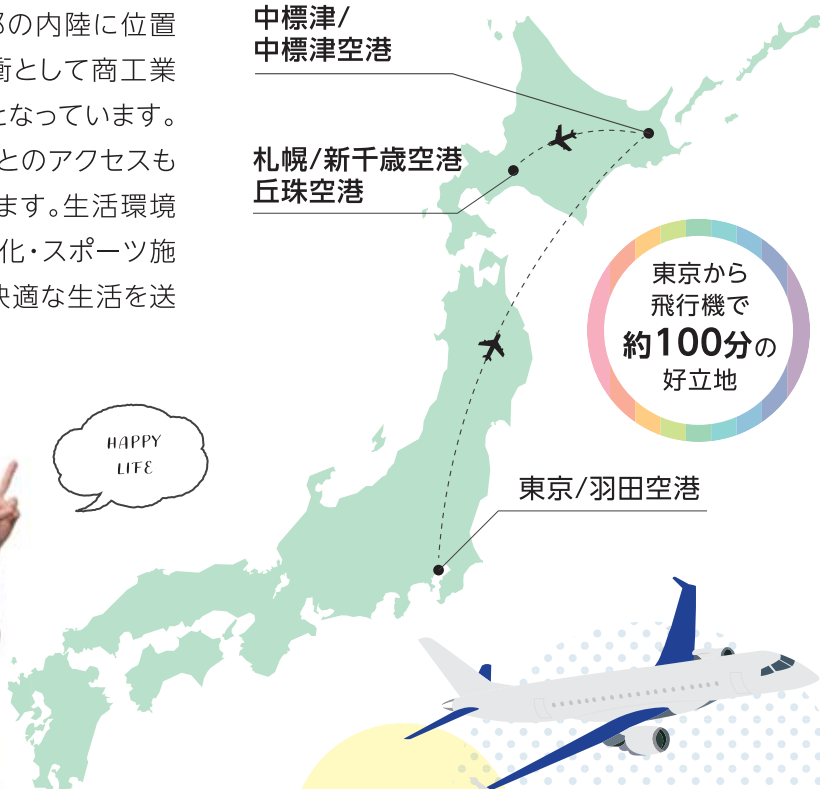 部の内陸に位置
衝として商工業
となっています。
とのアクセスも
ます。生活環境
化・スポーツ施
快適な生活を送
中標津/
中標津空港
札幌/新千歳空港
丘珠空港
東京から
飛行機で
約100分の
好立地
HAPPY
LIFE
東京/羽田空港